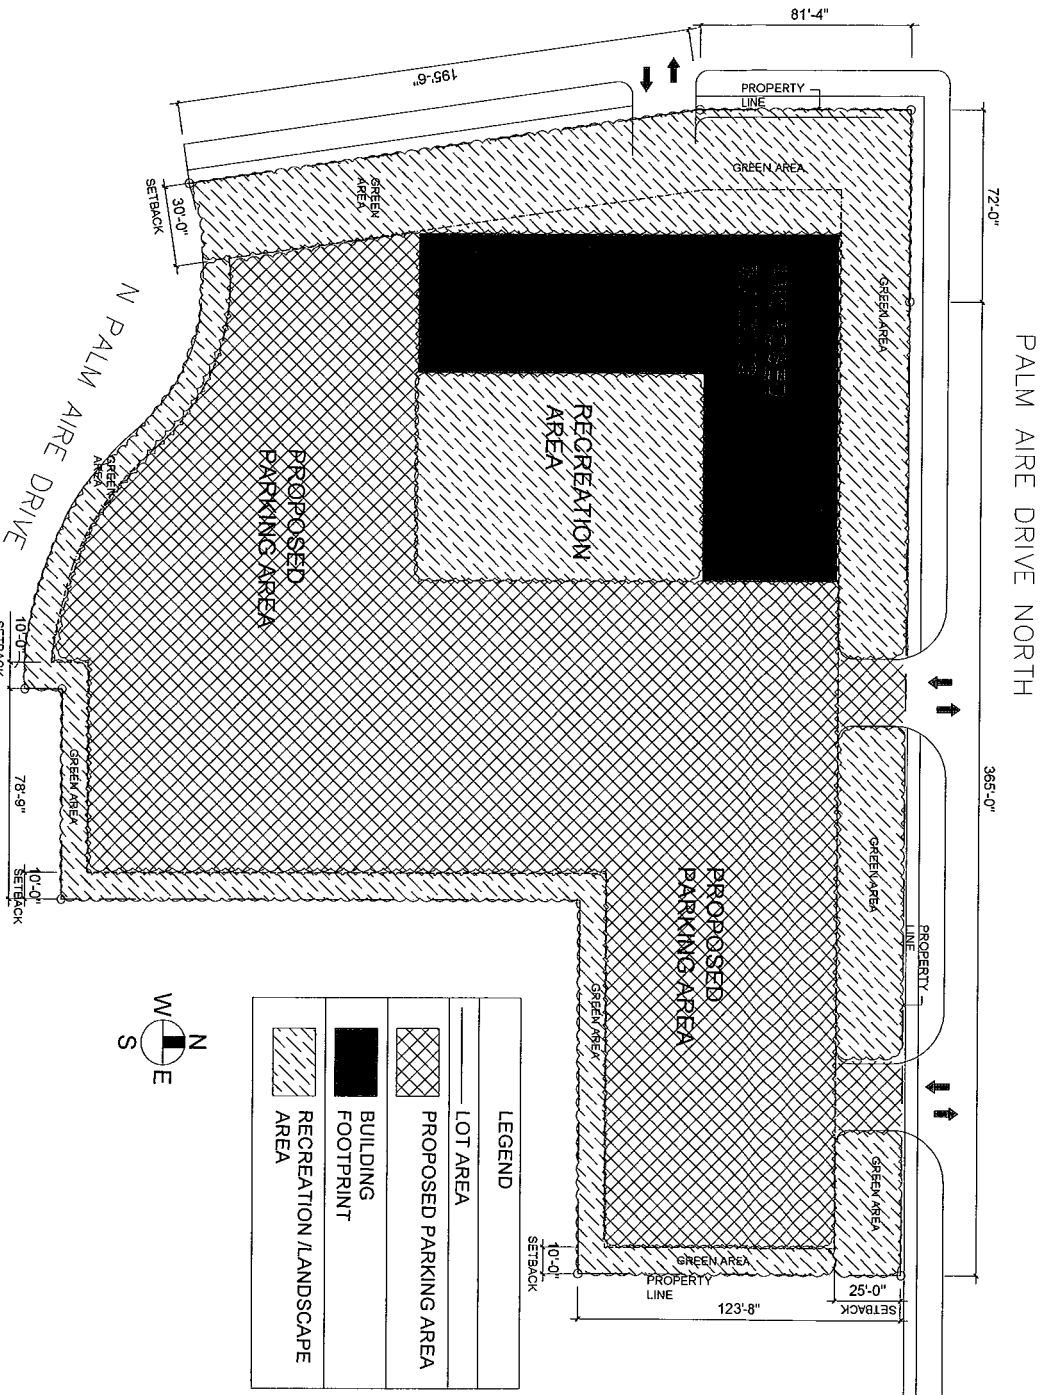 81'-4"
195'-6"
PROPERTY
LINE
72'-0"
GREEN AREA
GREEN
AREA
30'-0"
SETBACK
GREEN AREA
PALM AIRE DRIVE NORTH
N PALM AIRE DRIVE
RECREATION
AREA
PROPOSED
PARKING AREA
GREEN
AREA
10'-0"
SETBACK
78'-9"
GREEN AREA
10'-0"
SETBACK
365'-0"
GREEN AREA
PROPERTY
LINE
PROPOSED
PARKING AREA
GREEN AREA
GREEN AREA
GREEN AREA
10'-0"
SETBACK
PROPERTY
LINE
25'-0"
SETBACK
123'-8"
N
W
E
S
LEGEND
LOT AREA
PROPOSED PARKING AREA
BUILDING
FOOTPRINT
RECREATION /LANDSCAPE
AREA